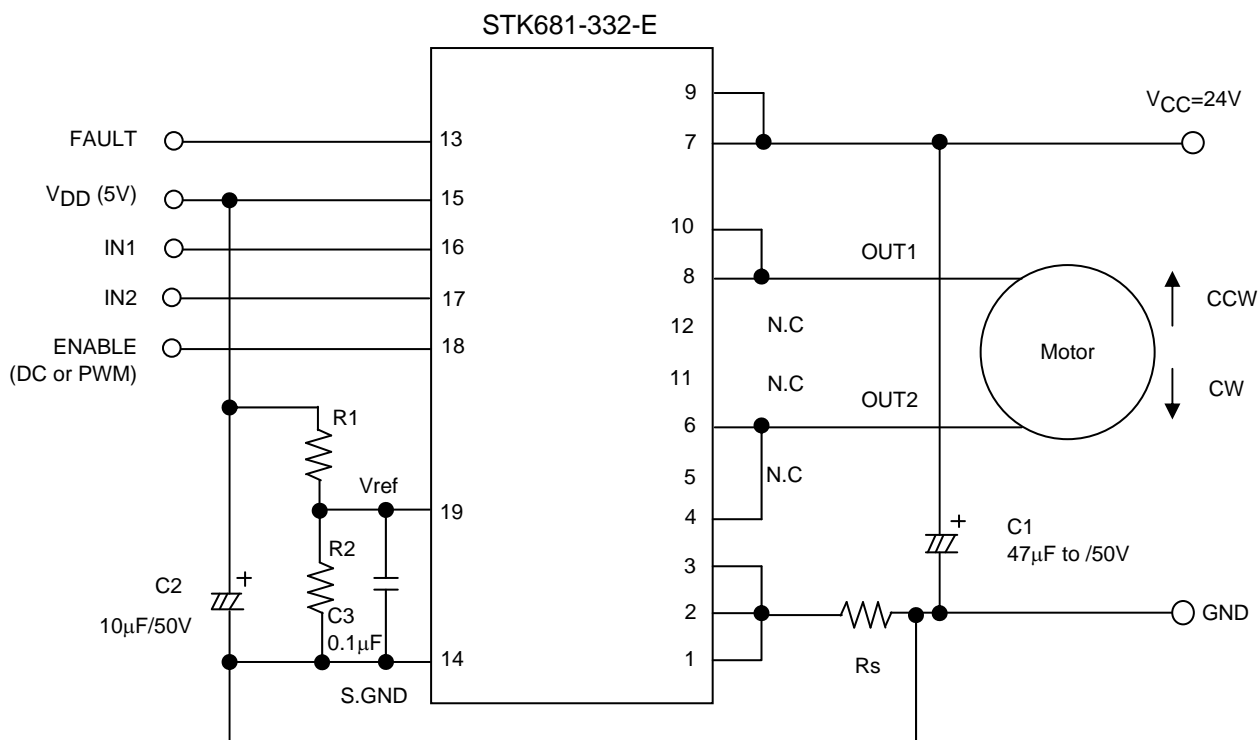 STK681-332-E
FAULT
VDD (5V)
IN1
IN2
ENABLE
(DC or PWM)
13
15
16
17
18
19
14
R1
Vref
R2
C2
10μF/50V
C3
0.1μF
S.GND
9
7
10
8
12
11
6
5
4
3
2
1
VCC=24V
OUT1
N.C
N.C
OUT2
N.C
Motor
CCW
CW
C1
47μF to /50V
GND
Rs